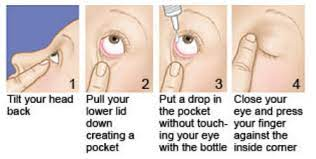 1
Tilt your head
back
2
Pull your
lower lid
down
creating a
pocket
3
Put a drop in
the pocket
without touch-
ing your eye
with the bottle
4
Close your
eye and press
your finger
against the
inside corner